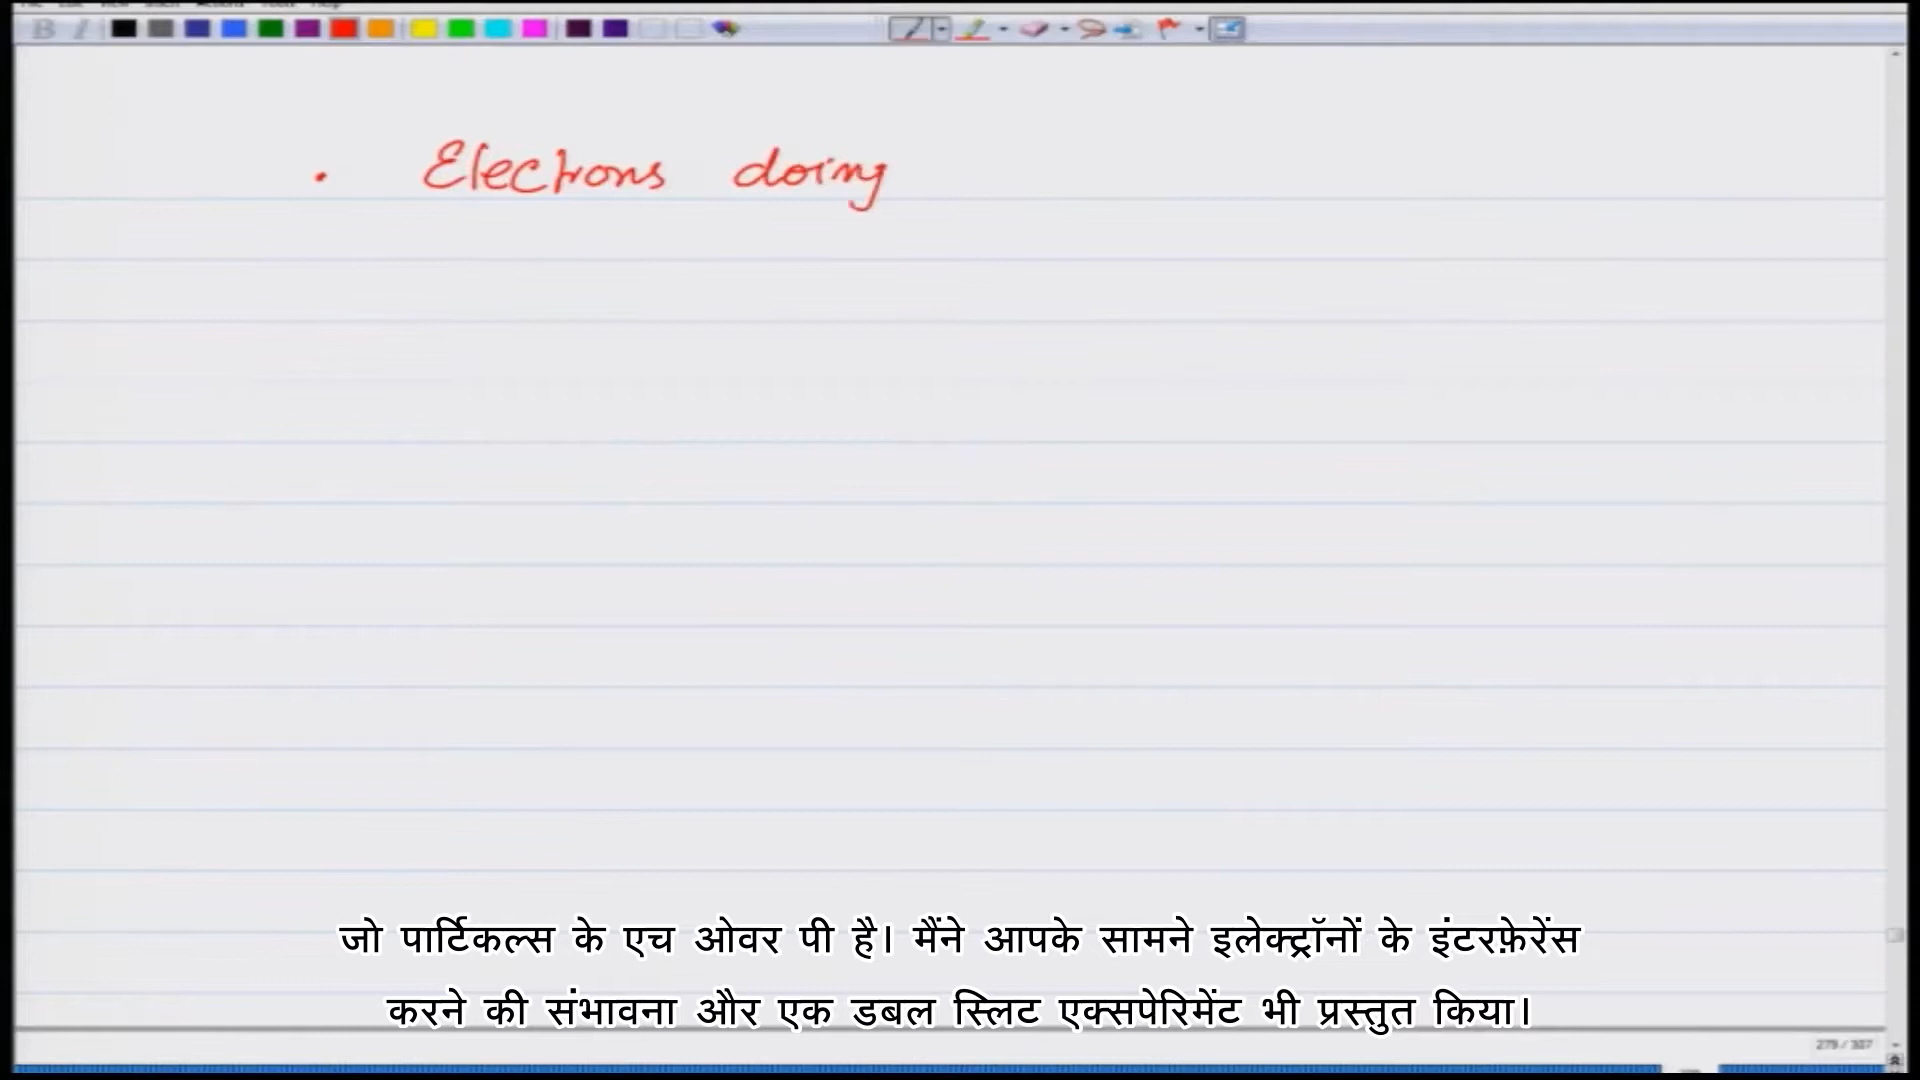 . Electrons doing
जो पार्टिकल्स के एच ओवर पी है। मैंने आपके सामने इलेक्ट्रॉनों के इंटरफ़ेरेंस
करने की संभावना और एक डबल स्लिट एक्सपेरिमेंट भी प्रस्तुत किया।